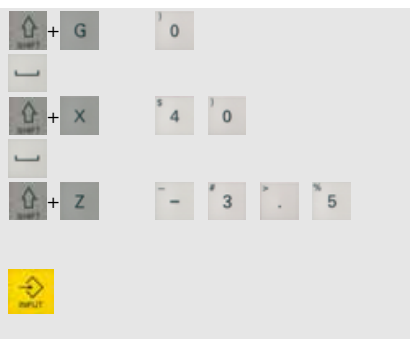 SHIFT + G ) 0
SHIFT + X $ 4 ) 0
SHIFT + Z _ - # 3 > . % 5
INPUT